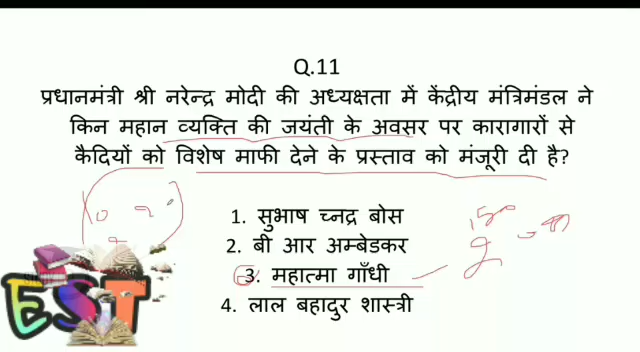 Q.11
प्रधानमंत्री श्री नरेन्द्र मोदी की अध्यक्षता में केंद्रीय मंत्रिमंडल ने
किन महान व्यक्ति की जयंती के अवसर पर कारागारों से
कैदियों को विशेष माफी देने के प्रस्ताव को मंजूरी दी है?
1. सुभाष च्नद्र बोस
2. बी आर अम्बेडकर
3. महात्मा गाँधी
4. लाल बहादुर शास्त्री
EST